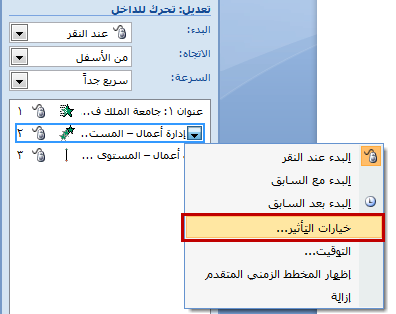 تعديل: تحرك للداخل
البدء: عند النقر
الاتجاه: من الأسفل
السرعة: سريع جداً
١ عنوان ١: جامعة الملك ف..
٢ إدارة أعمال – المست..
٣ أعمال – المستوى ...
البدء عند النقر
البدء مع السابق
البدء بعد السابق
خيارات التأثير...
التوقيت...
إظهار المخطط الزمني المتقدم
إزالة